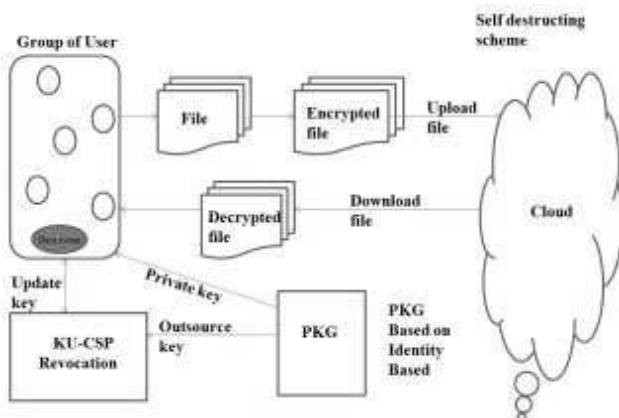 Self destructing
scheme
Group of User
File
Encrypted
file
Upload
file
Cloud
Decrypted
file
Download
file
Update
key
Private key
KU-CSP
Revocation
Outsource
key
PKG
PKG
Based on
Identity
Based